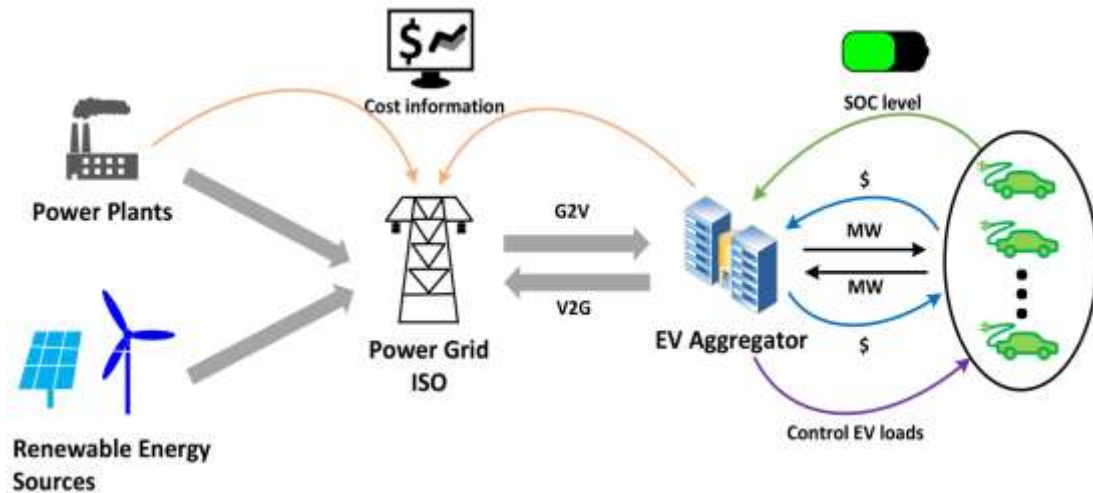 $
Cost information
SOC level
Power Plants
G2V
V2G
$
MW
MW
$
Power Grid
ISO
EV Aggregator
Control EV loads
Renewable Energy
Sources